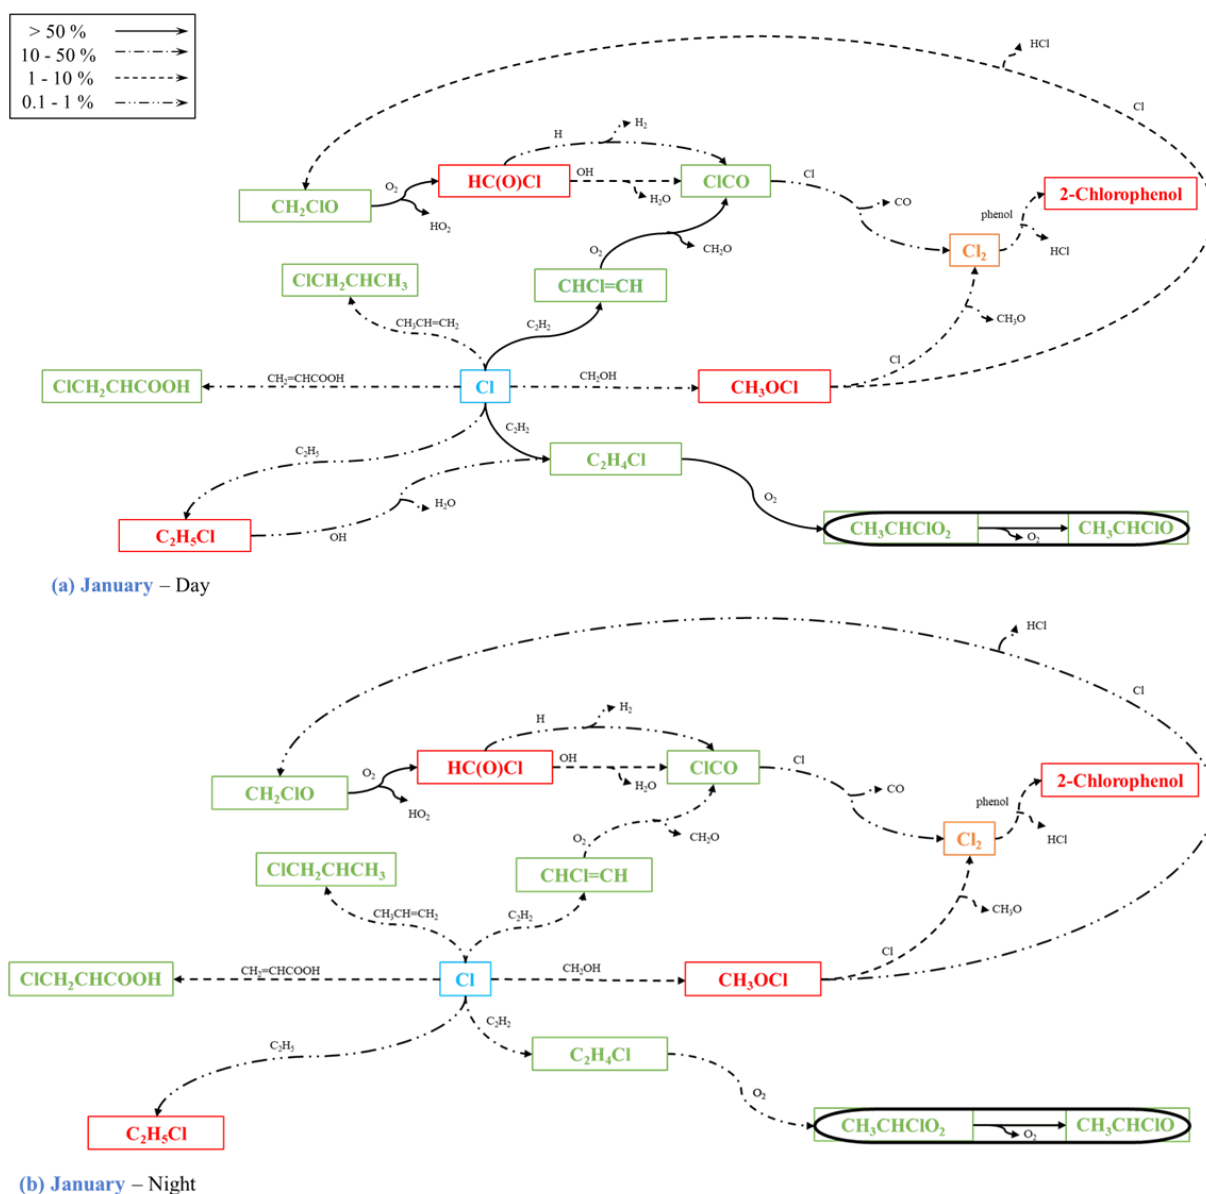 > 50 %
10 - 50 %
1 - 10 %
0.1 - 1 %
HCl
Cl
H
H₂
HC(O)Cl
OH
H₂O
ClCO
Cl
CO
2-Chlorophenol
phenol
HCl
O₂
CH₂ClO
HO₂
O₂
CH₂O
Cl₂
ClCH₂CHCH₃
CHCl=CH
CH₃CH=CH₂
C₂H₂
CH₃O
Cl
ClCH₂CHCOOH
CH₂=CHCOOH
Cl
CH₂OH
CH₃OCl
C₂H₂
C₂H₅
C₂H₄Cl
O₂
H₂O
C₂H₅Cl
OH
CH₃CHClO₂
O₂
CH₃CHClO
(a) January – Day
HCl
Cl
H
H₂
HC(O)Cl
OH
H₂O
ClCO
Cl
CO
2-Chlorophenol
phenol
HCl
O₂
CH₂ClO
HO₂
O₂
CH₂O
Cl₂
ClCH₂CHCH₃
CHCl=CH
CH₃CH=CH₂
C₂H₂
CH₃O
Cl
ClCH₂CHCOOH
CH₂=CHCOOH
Cl
CH₂OH
CH₃OCl
C₂H₂
C₂H₅
C₂H₄Cl
O₂
C₂H₅Cl
CH₃CHClO₂
O₂
CH₃CHClO
(b) January – Night